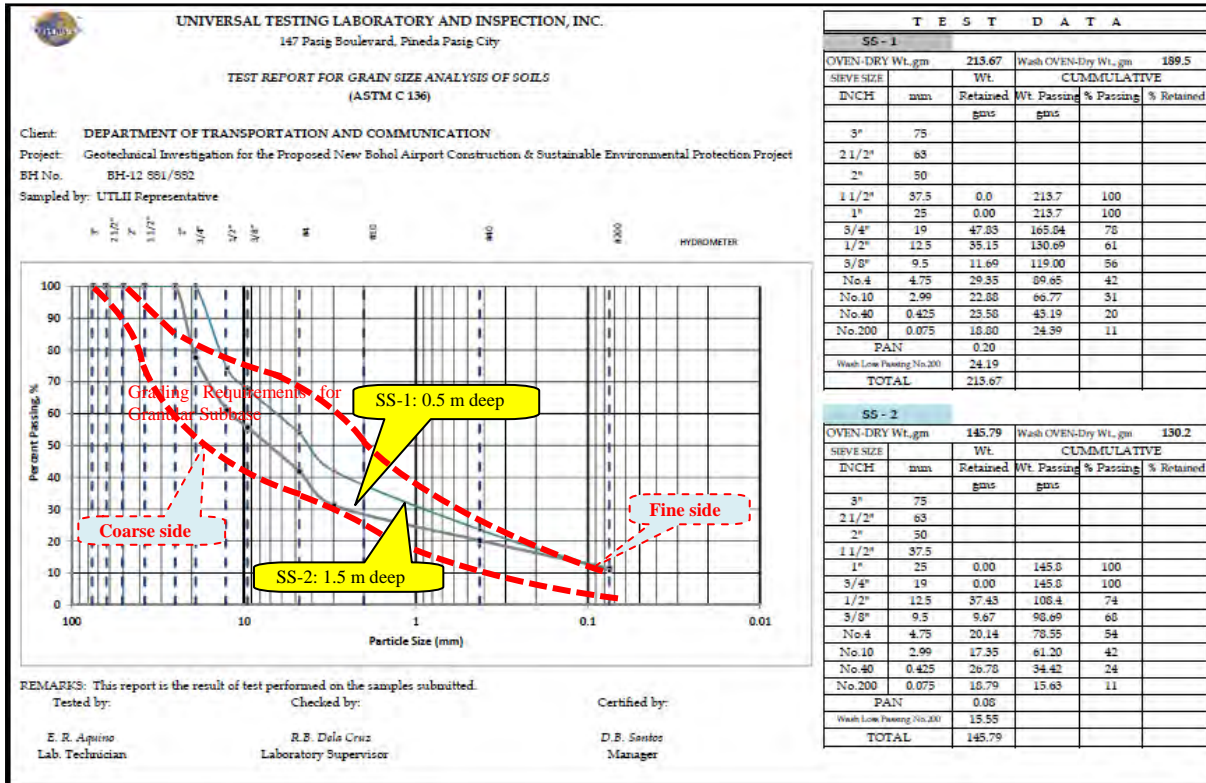 UNIVERSAL TESTING LABORATORY AND INSPECTION, INC.
147 Pasig Boulevard, Pineda Pasig City
TEST REPORT FOR GRAIN SIZE ANALYSIS OF SOILS
(ASTM C 136)
Client: DEPARTMENT OF TRANSPORTATION AND COMMUNICATION
Project: Geotechnical Investigation for the Proposed New Bohol Airport Construction & Sustainable Environmental Protection Project
BH No. BH-12 SS1/SS2
Sampled by: UTLII Representative
3" 2 1/2" 2" 1 1/2" 1" 3/4" 1/2" 3/8" #4 #10 #40 #200 HYDROMETER
100
90
80
70
60
50
40
30
20
10
0
Percent Passing, %
Grading Requirements for
Granular Subbase
SS-1: 0.5 m deep
Coarse side
Fine side
SS-2: 1.5 m deep
100 10 1 0.1 0.01
Particle Size (mm)
REMARKS: This report is the result of test performed on the samples submitted.
Tested by: Checked by: Certified by:
E. R. Aquino R.B. Dela Cruz D.B. Santos
Lab. Technician Laboratory Supervisor Manager
T E S T D A T A
SS - 1
OVEN-DRY Wt.,gm 213.67 Wash OVEN-Dry Wt., gm 189.5
SIEVE SIZE Wt. CUMMULATIVE
INCH mm Retained Wt. Passing % Passing % Retained
gms gms
3" 75
2 1/2" 63
2" 50
1 1/2" 37.5 0.0 213.7 100
1" 25 0.00 213.7 100
3/4" 19 47.83 165.84 78
1/2" 12.5 35.15 130.69 61
3/8" 9.5 11.69 119.00 56
No.4 4.75 29.35 89.65 42
No.10 2.99 22.88 66.77 31
No.40 0.425 23.58 43.19 20
No.200 0.075 18.80 24.39 11
PAN 0.20
Wash Loss Passing No.200 24.19
TOTAL 213.67
SS - 2
OVEN-DRY Wt.,gm 145.79 Wash OVEN-Dry Wt., gm 130.2
SIEVE SIZE Wt. CUMMULATIVE
INCH mm Retained Wt. Passing % Passing % Retained
gms gms
3" 75
2 1/2" 63
2" 50
1 1/2" 37.5
1" 25 0.00 145.8 100
3/4" 19 0.00 145.8 100
1/2" 12.5 37.43 108.4 74
3/8" 9.5 9.67 98.69 68
No.4 4.75 20.14 78.55 54
No.10 2.99 17.35 61.20 42
No.40 0.425 26.78 34.42 24
No.200 0.075 18.79 15.63 11
PAN 0.08
Wash Loss Passing No.200 15.55
TOTAL 145.79